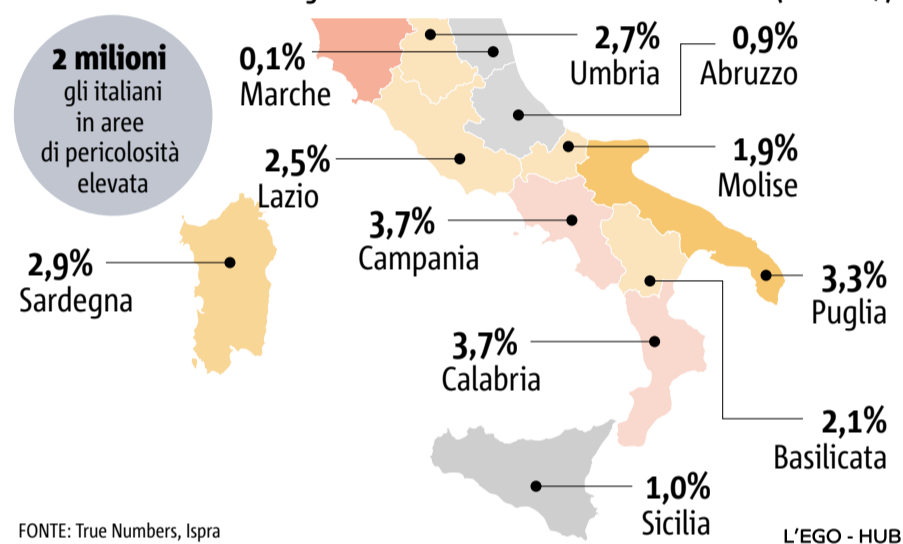 2 milioni
gli italiani
in aree
di pericolosità
elevata
0,1%
Marche
2,7%
Umbria
0,9%
Abruzzo
2,5%
Lazio
1,9%
Molise
3,7%
Campania
2,9%
Sardegna
3,3%
Puglia
3,7%
Calabria
2,1%
Basilicata
1,0%
Sicilia
FONTE: True Numbers, Ispra
L'EGO - HUB